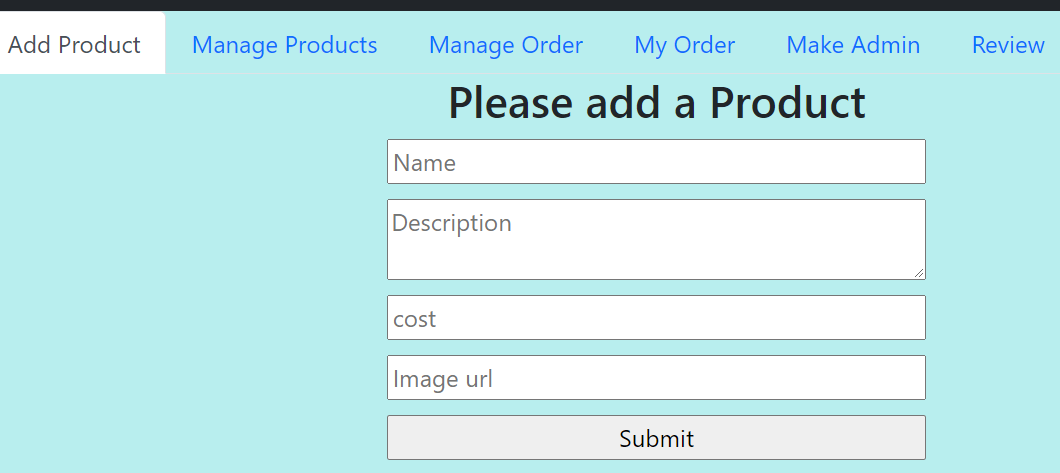 Add Product Manage Products Manage Order My Order Make Admin Review
Please add a Product
Name
Description
cost
Image url
Submit